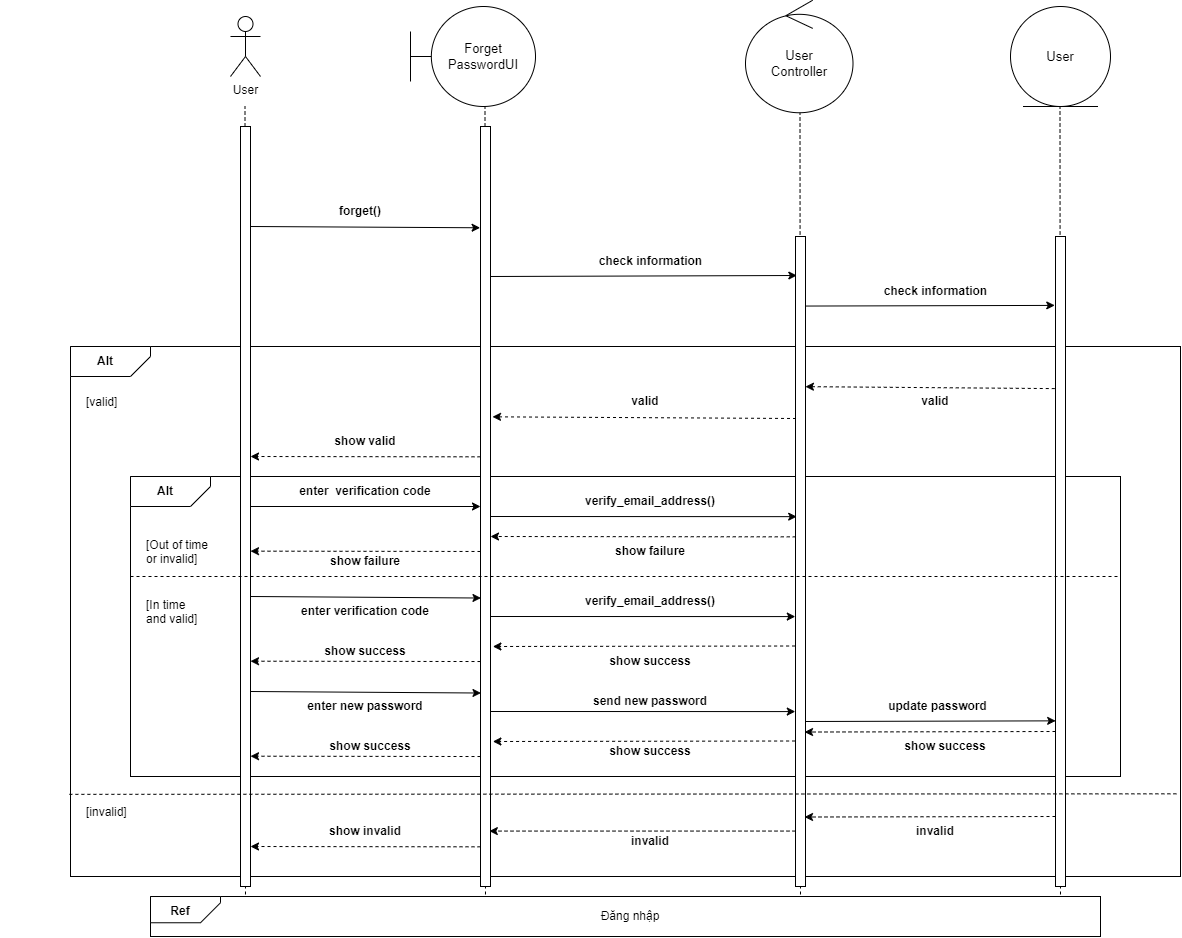 User
Forget
PasswordUI
User
Controller
User
forget()
check information
check information
Alt
[valid]
valid
valid
show valid
Alt
enter verification code
verify_email_address()
[Out of time
or invalid]
show failure
show failure
[In time
and valid]
enter verification code
verify_email_address()
show success
show success
enter new password
send new password
update password
show success
show success
show success
[invalid]
show invalid
invalid
invalid
Ref
Đăng nhập